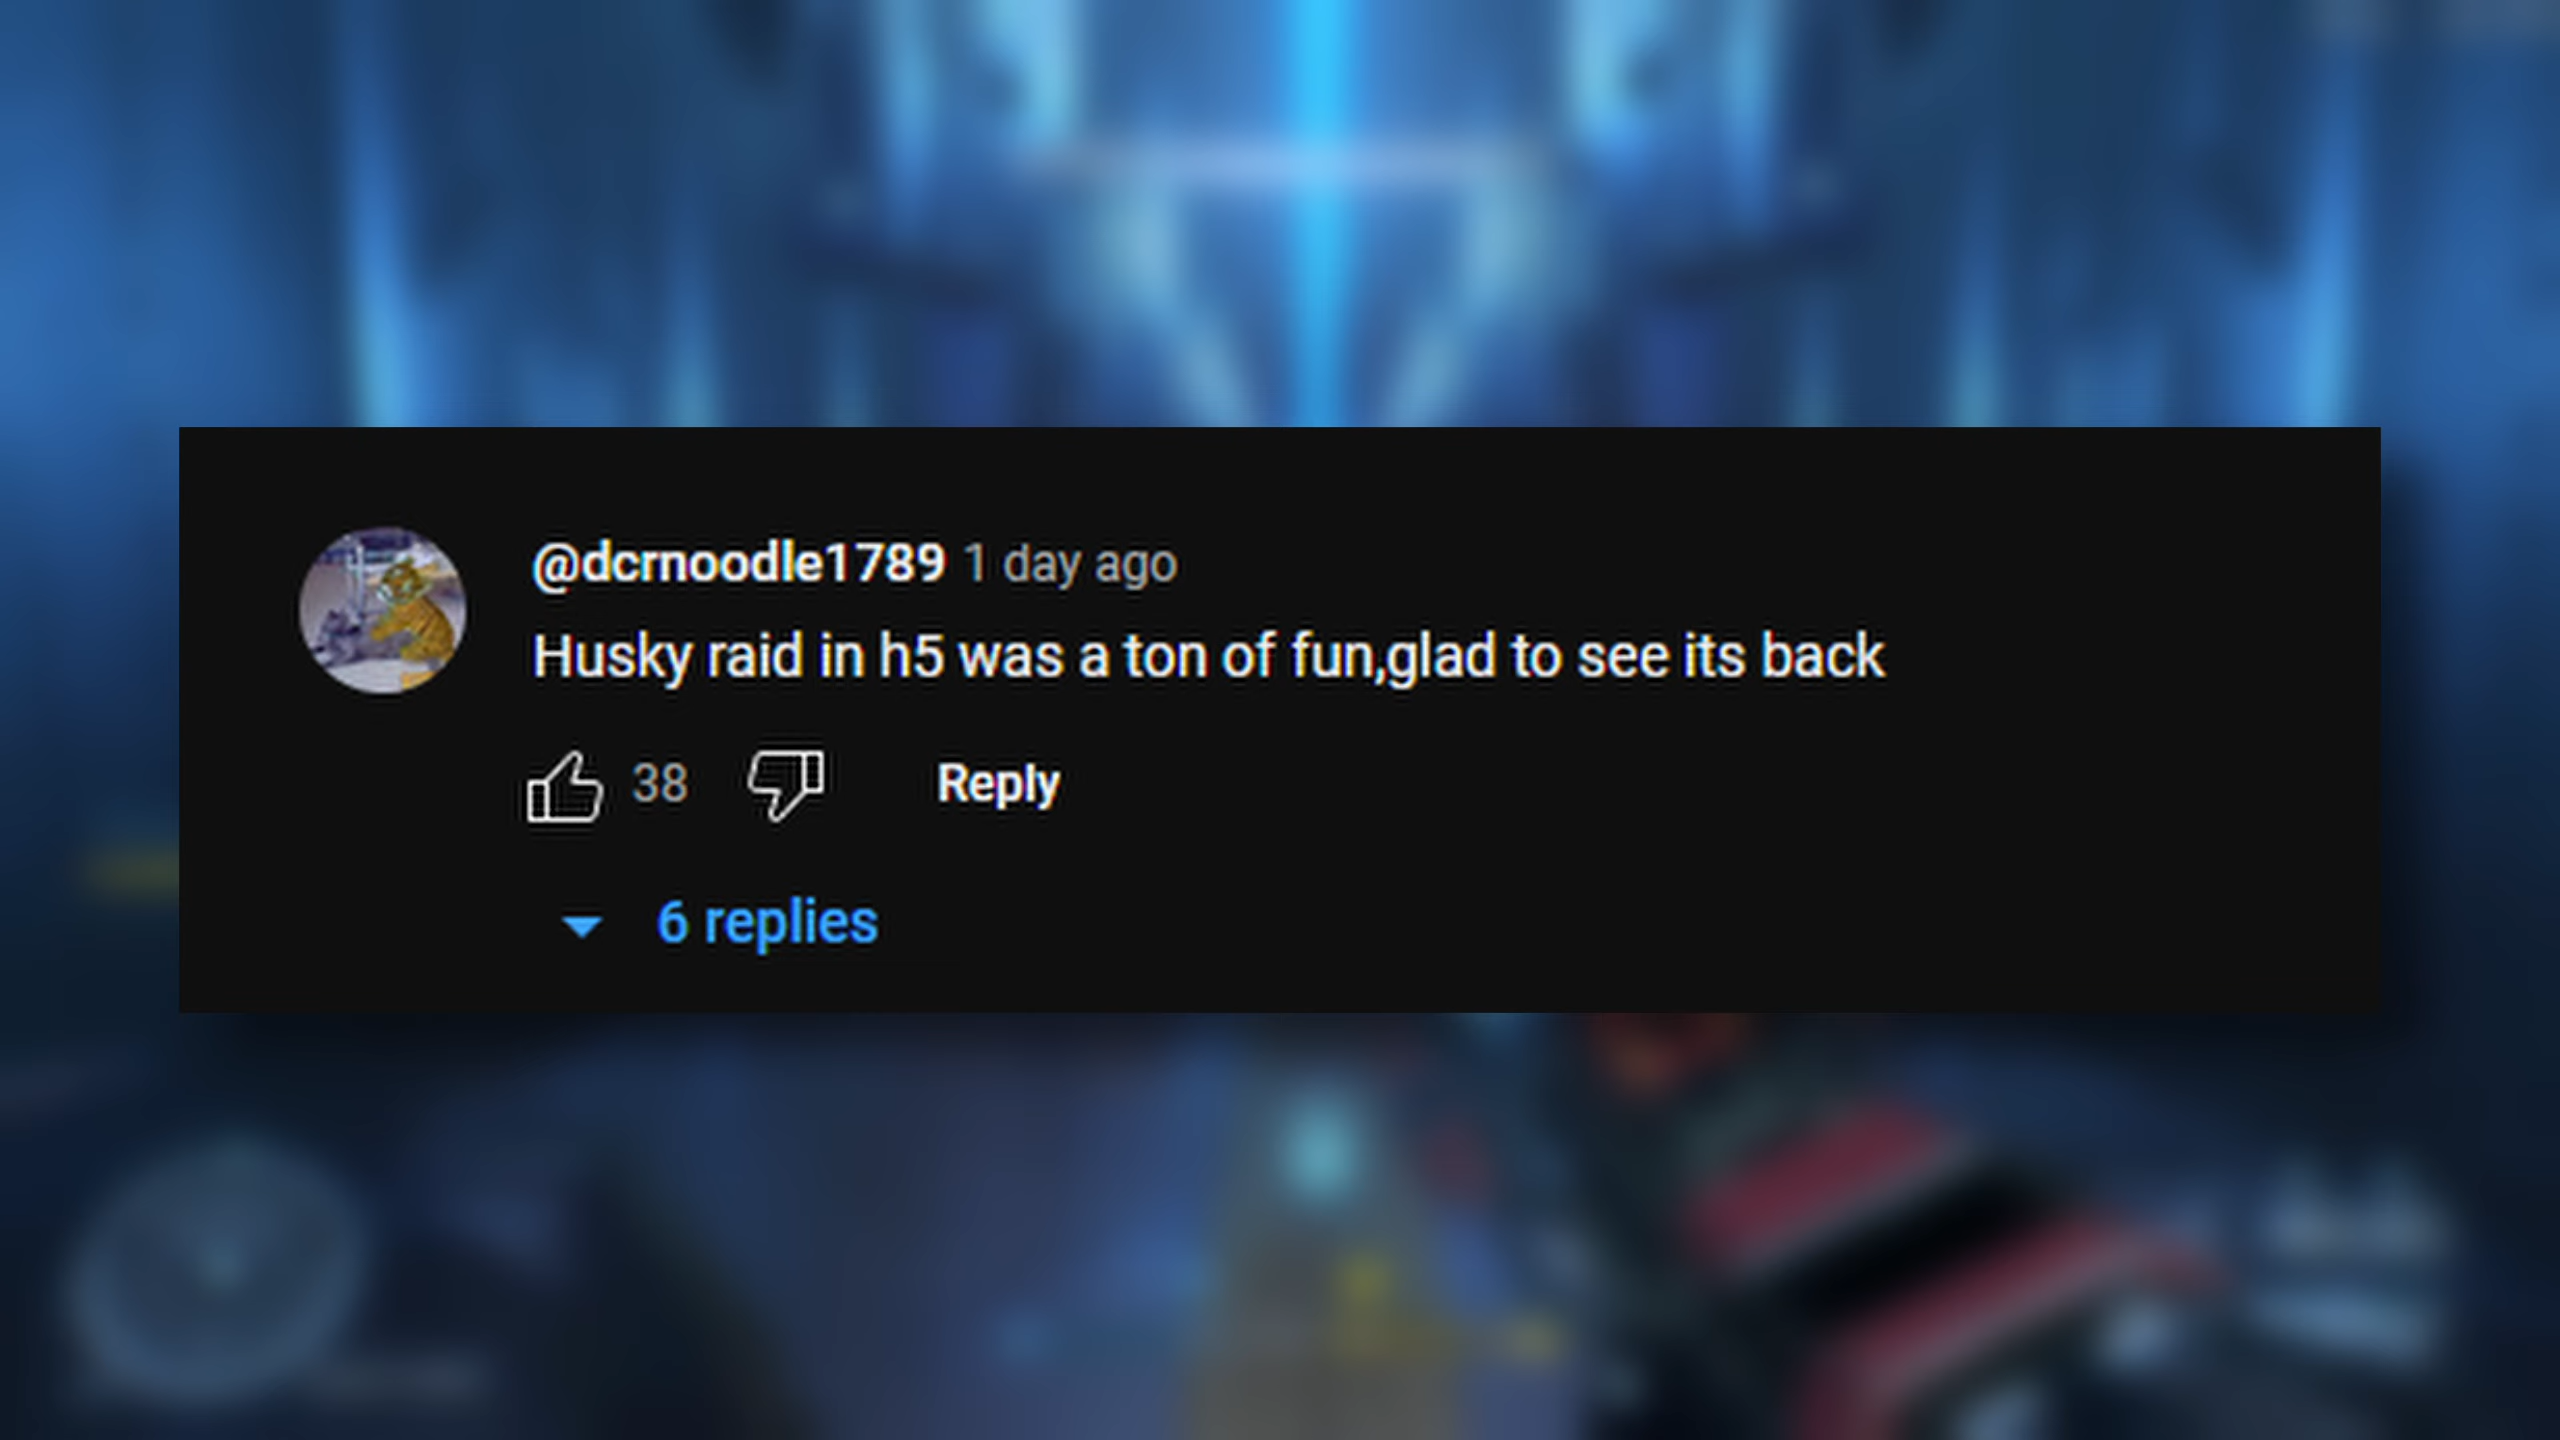 @dcrnoodle1789 1 day ago
Husky raid in h5 was a ton of fun,glad to see its back
38 Reply
6 replies